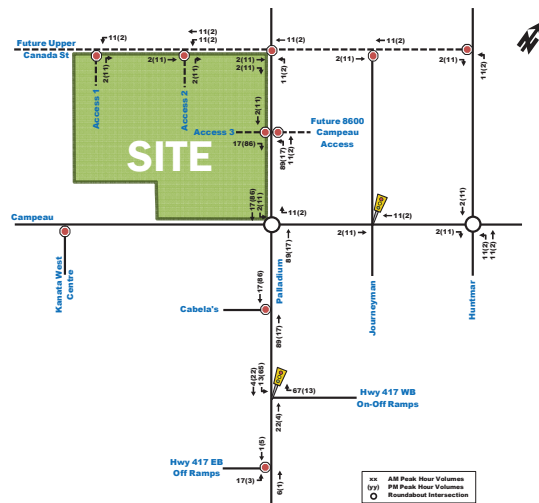 11(2)
11(2)
11(2)
11(2)
11(2)
11(2)
Future Upper
Canada St
2(11)
2(11)
2(11)
2(11)
2(11)
2(11)
2(11)
2(11)
11(2)
11(2)
Access 1
Access 2
2(11)
Access 3
Future 8600
Campeau
Access
17(86)
89(17)
11(2)
SITE
17(86)
2(11)
11(2)
11(2)
2(11)
Campeau
89(17)
2(11)
2(11)
11(2)
11(2)
Kanata West
Centre
Palladium
Journeyman
Huntmar
17(86)
Cabela's
89(17)
4(22)
13(65)
67(13)
Hwy 417 WB
On-Off Ramps
22(4)
1(5)
Hwy 417 EB
Off Ramps
17(3)
6(1)
xx AM Peak Hour Volumes
(yy) PM Peak Hour Volumes
Roundabout Intersection